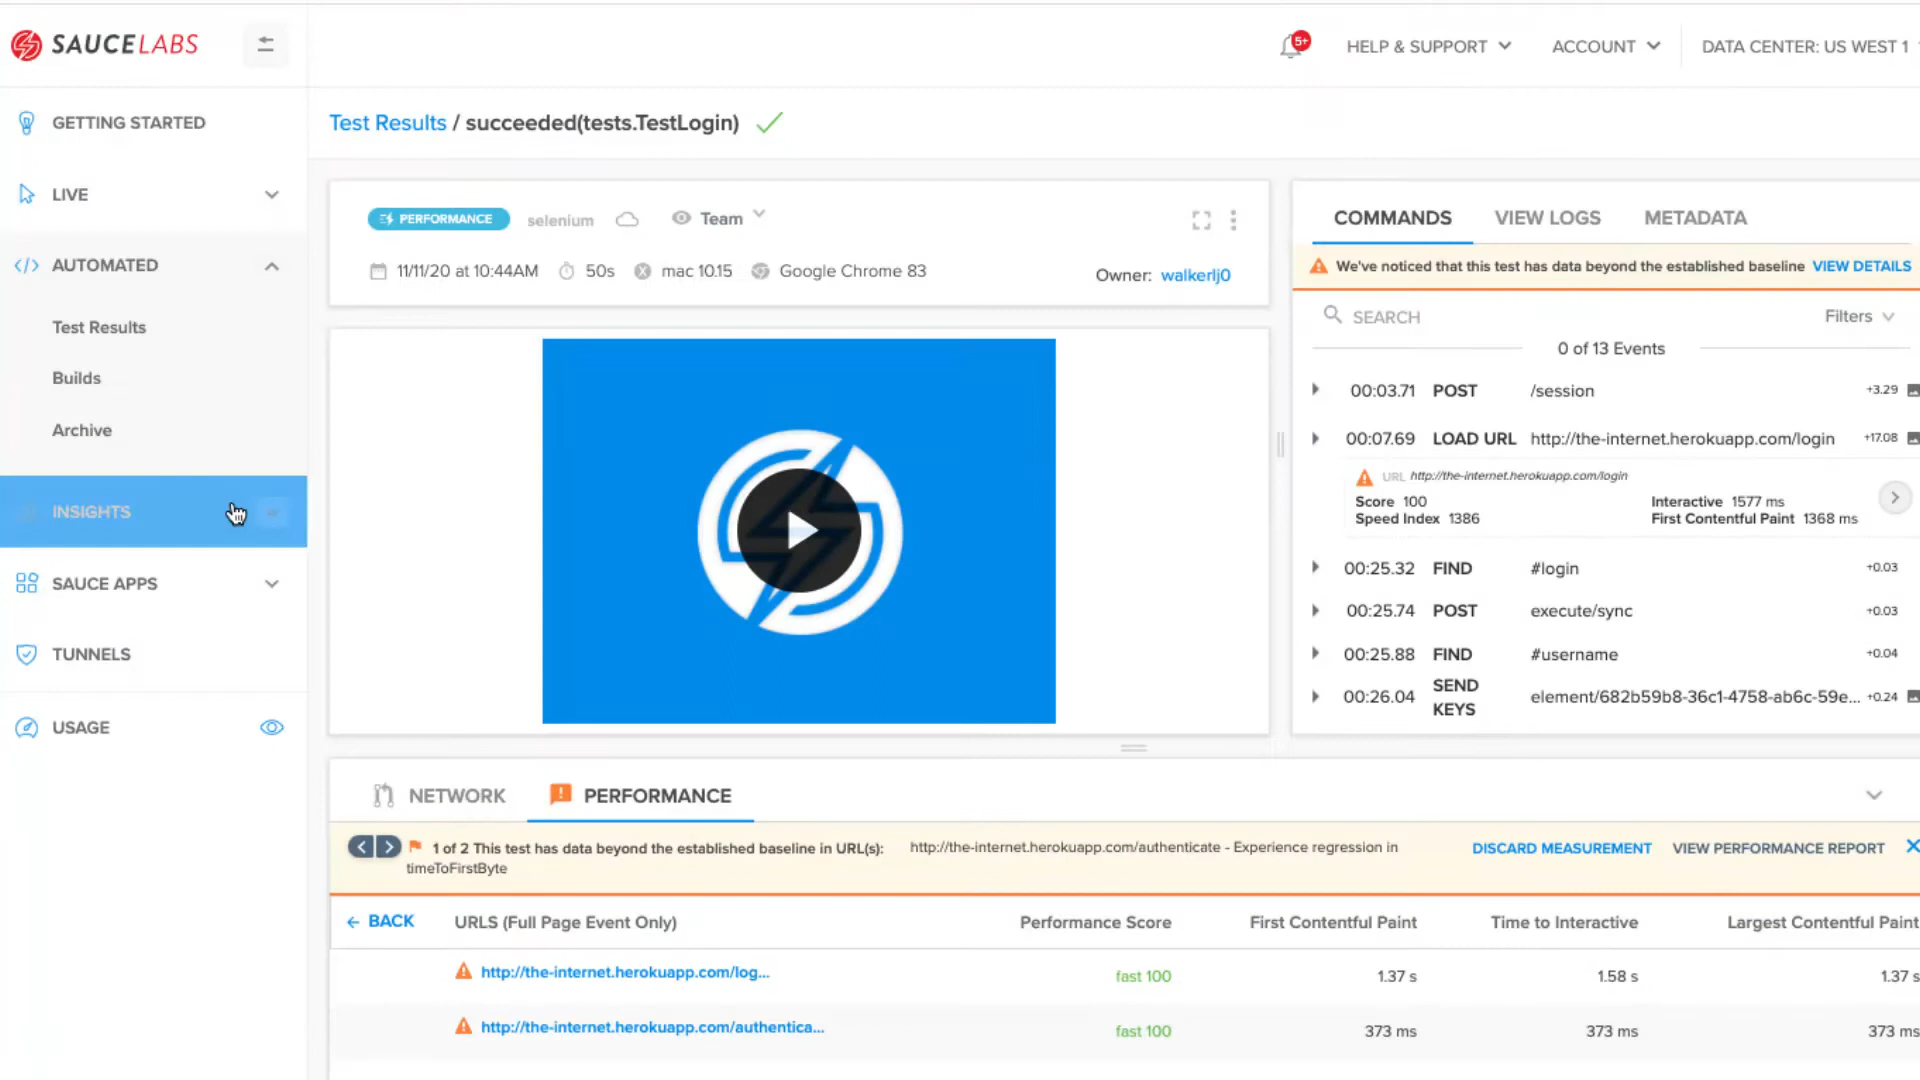 SAUCELABS
5+
HELP & SUPPORT
ACCOUNT
DATA CENTER: US WEST 1
GETTING STARTED
LIVE
AUTOMATED
Test Results
Builds
Archive
INSIGHTS
SAUCE APPS
TUNNELS
USAGE
Test Results / succeeded(tests.TestLogin)
PERFORMANCE
selenium
Team
11/11/20 at 10:44AM
50s
mac 10.15
Google Chrome 83
Owner: walkerlj0
COMMANDS
VIEW LOGS
METADATA
We've noticed that this test has data beyond the established baseline VIEW DETAILS
SEARCH
Filters
0 of 13 Events
00:03.71 POST /session +3.29
00:07.69 LOAD URL http://the-internet.herokuapp.com/login +17.08
URL http://the-internet.herokuapp.com/login
Score 100 Interactive 1577 ms
Speed Index 1386 First Contentful Paint 1368 ms
00:25.32 FIND #login +0.03
00:25.74 POST execute/sync +0.03
00:25.88 FIND #username +0.04
00:26.04 SEND KEYS element/682b59b8-36c1-4758-ab6c-59e... +0.24
NETWORK
PERFORMANCE
1 of 2 This test has data beyond the established baseline in URL(s): http://the-internet.herokuapp.com/authenticate - Experience regression in
timeToFirstByte
DISCARD MEASUREMENT
VIEW PERFORMANCE REPORT
BACK
URLS (Full Page Event Only) Performance Score First Contentful Paint Time to Interactive Largest Contentful Paint
http://the-internet.herokuapp.com/log... fast 100 1.37 s 1.58 s 1.37 s
http://the-internet.herokuapp.com/authentica... fast 100 373 ms 373 ms 373 ms